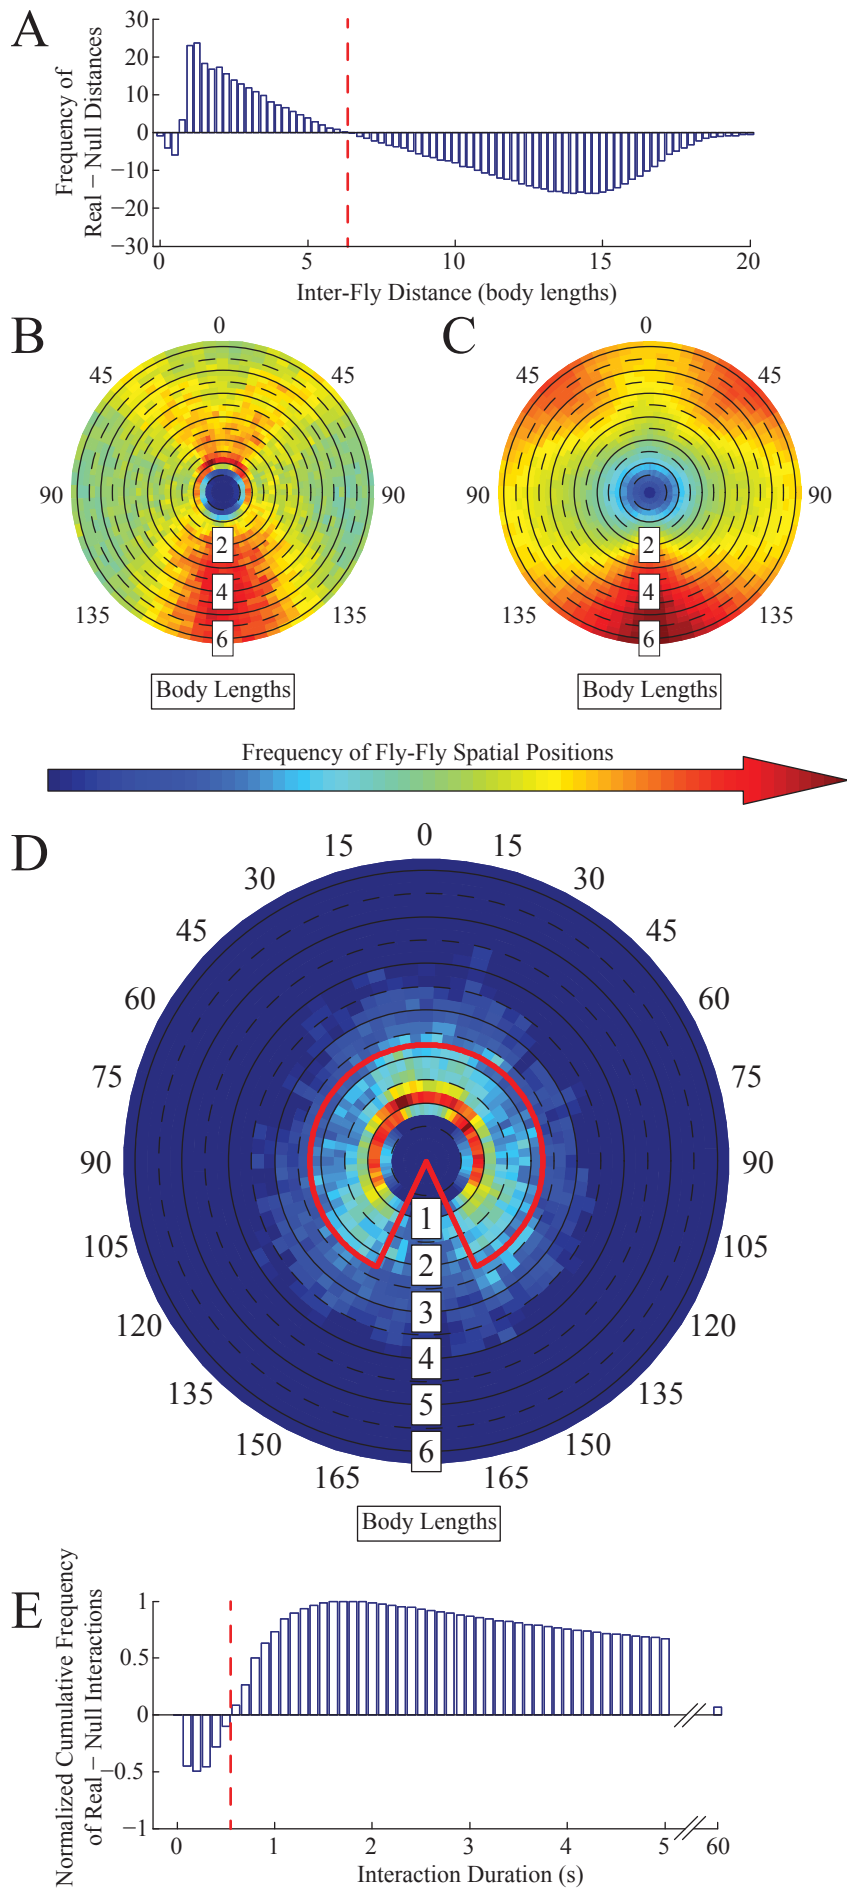 A
Frequency of
Real − Null Distances
30
20
10
0
−10
−20
−30
0 5 10 15 20
Inter-Fly Distance (body lengths)
B
0
45 45
90 90
135 135
2
4
6
Body Lengths
C
0
45 45
90 90
135 135
2
4
6
Body Lengths
Frequency of Fly-Fly Spatial Positions
D
0
15 15
30 30
45 45
60 60
75 75
90 90
105 105
120 120
135 135
150 150
165 165
1
2
3
4
5
6
Body Lengths
E
Normalized Cumulative Frequency
of Real − Null Interactions
1
0.5
0
−0.5
−1
0 1 2 3 4 5 60
Interaction Duration (s)